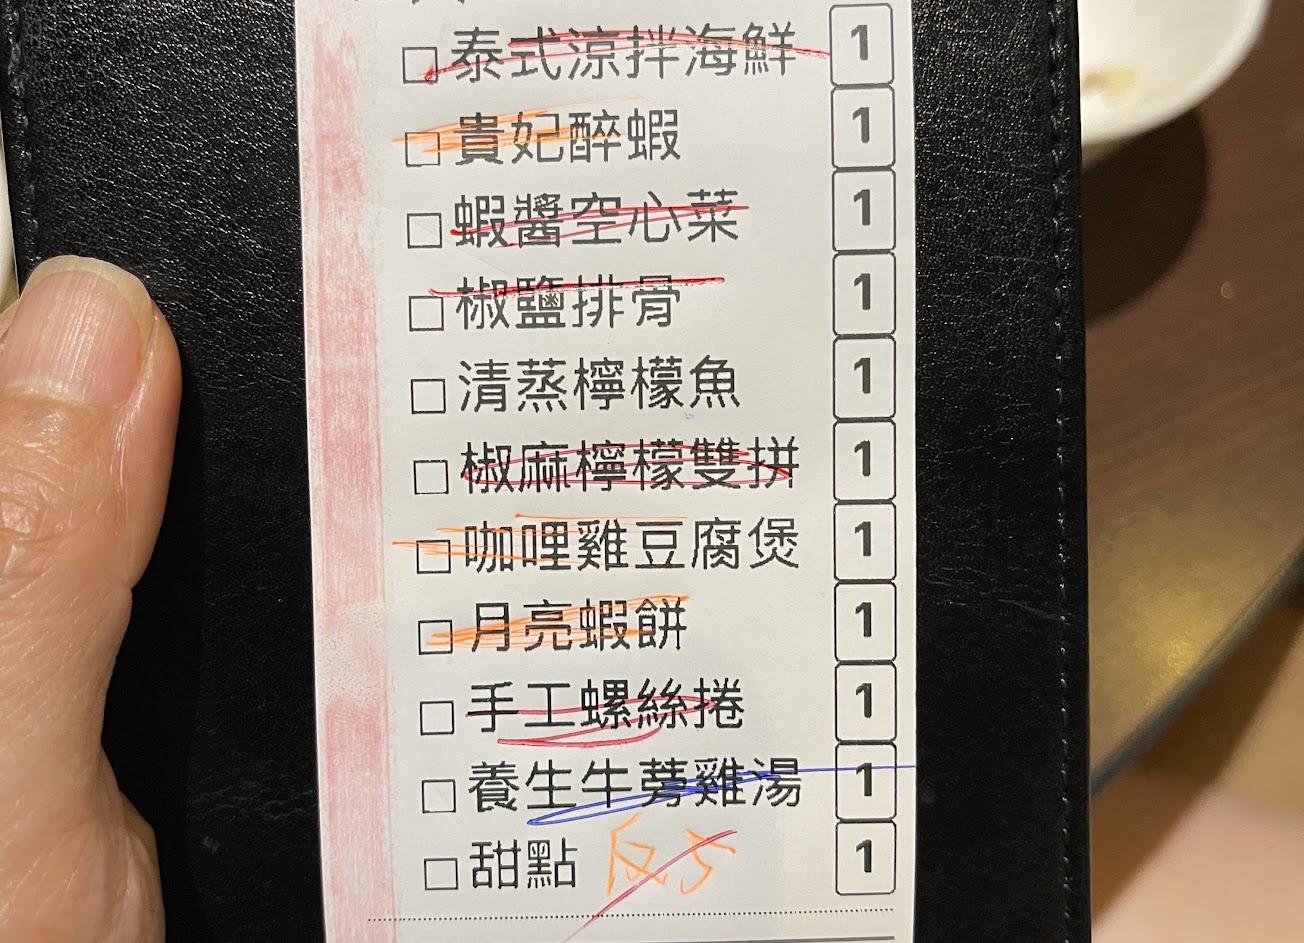 □ 泰式涼拌海鮮 1
□ 貴妃醉蝦 1
□ 蝦醬空心菜 1
□ 椒鹽排骨 1
□ 清蒸檸檬魚 1
□ 椒麻檸檬雙拼 1
□ 咖哩雞豆腐煲 1
□ 月亮蝦餅 1
□ 手工螺絲捲 1
□ 養生牛蒡雞湯 1
□ 甜點 1